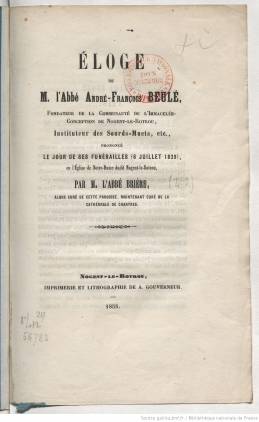 ÉLOGE
DE
M. l'Abbé André-François BEULÉ,
Fondateur de la Communauté de l'Immaculée-
Conception de Nogent-le-Rotrou,
Instituteur des Sourds-Muets, etc.,
PRONONCÉ
LE JOUR DE SES FUNÉRAILLES (6 JUILLET 1839),
en l'Église de Notre-Dame dudit Nogent-le-Rotrou,
PAR M. L'ABBÉ BRIÈRE,
ALORS CURÉ DE CETTE PAROISSE, MAINTENANT CURÉ DE LA
CATHÉDRALE DE CHARTRES.
Nogent-le-Rotrou,
IMPRIMERIE ET LITHOGRAPHIE DE A. GOUVERNEUR.
1855.
Source gallica.bnf.fr / Bibliothèque nationale de France